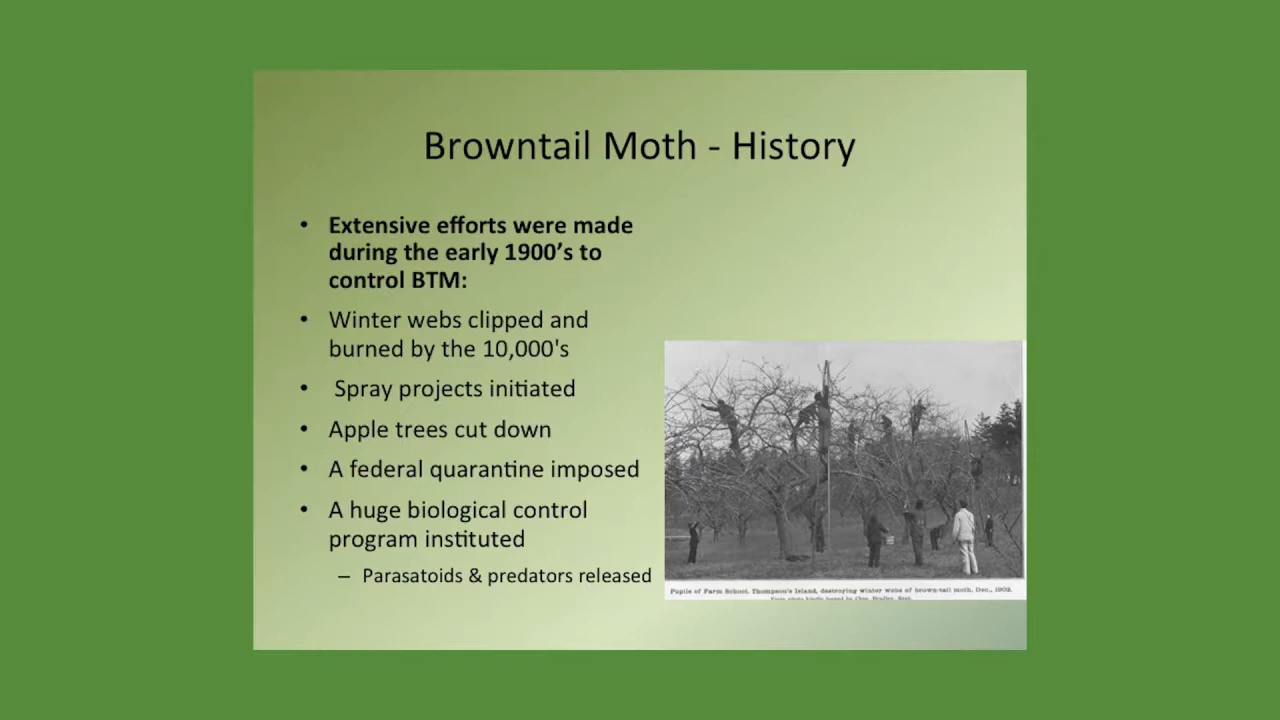 Browntail Moth - History
• Extensive efforts were made
during the early 1900’s to
control BTM:
• Winter webs clipped and
burned by the 10,000's
• Spray projects initiated
• Apple trees cut down
• A federal quarantine imposed
• A huge biological control
program instituted
– Parasatoids & predators released
Pupils of Farm School, Thompson's Island, destroying winter webs of brown-tail moth, Dec., 1902.